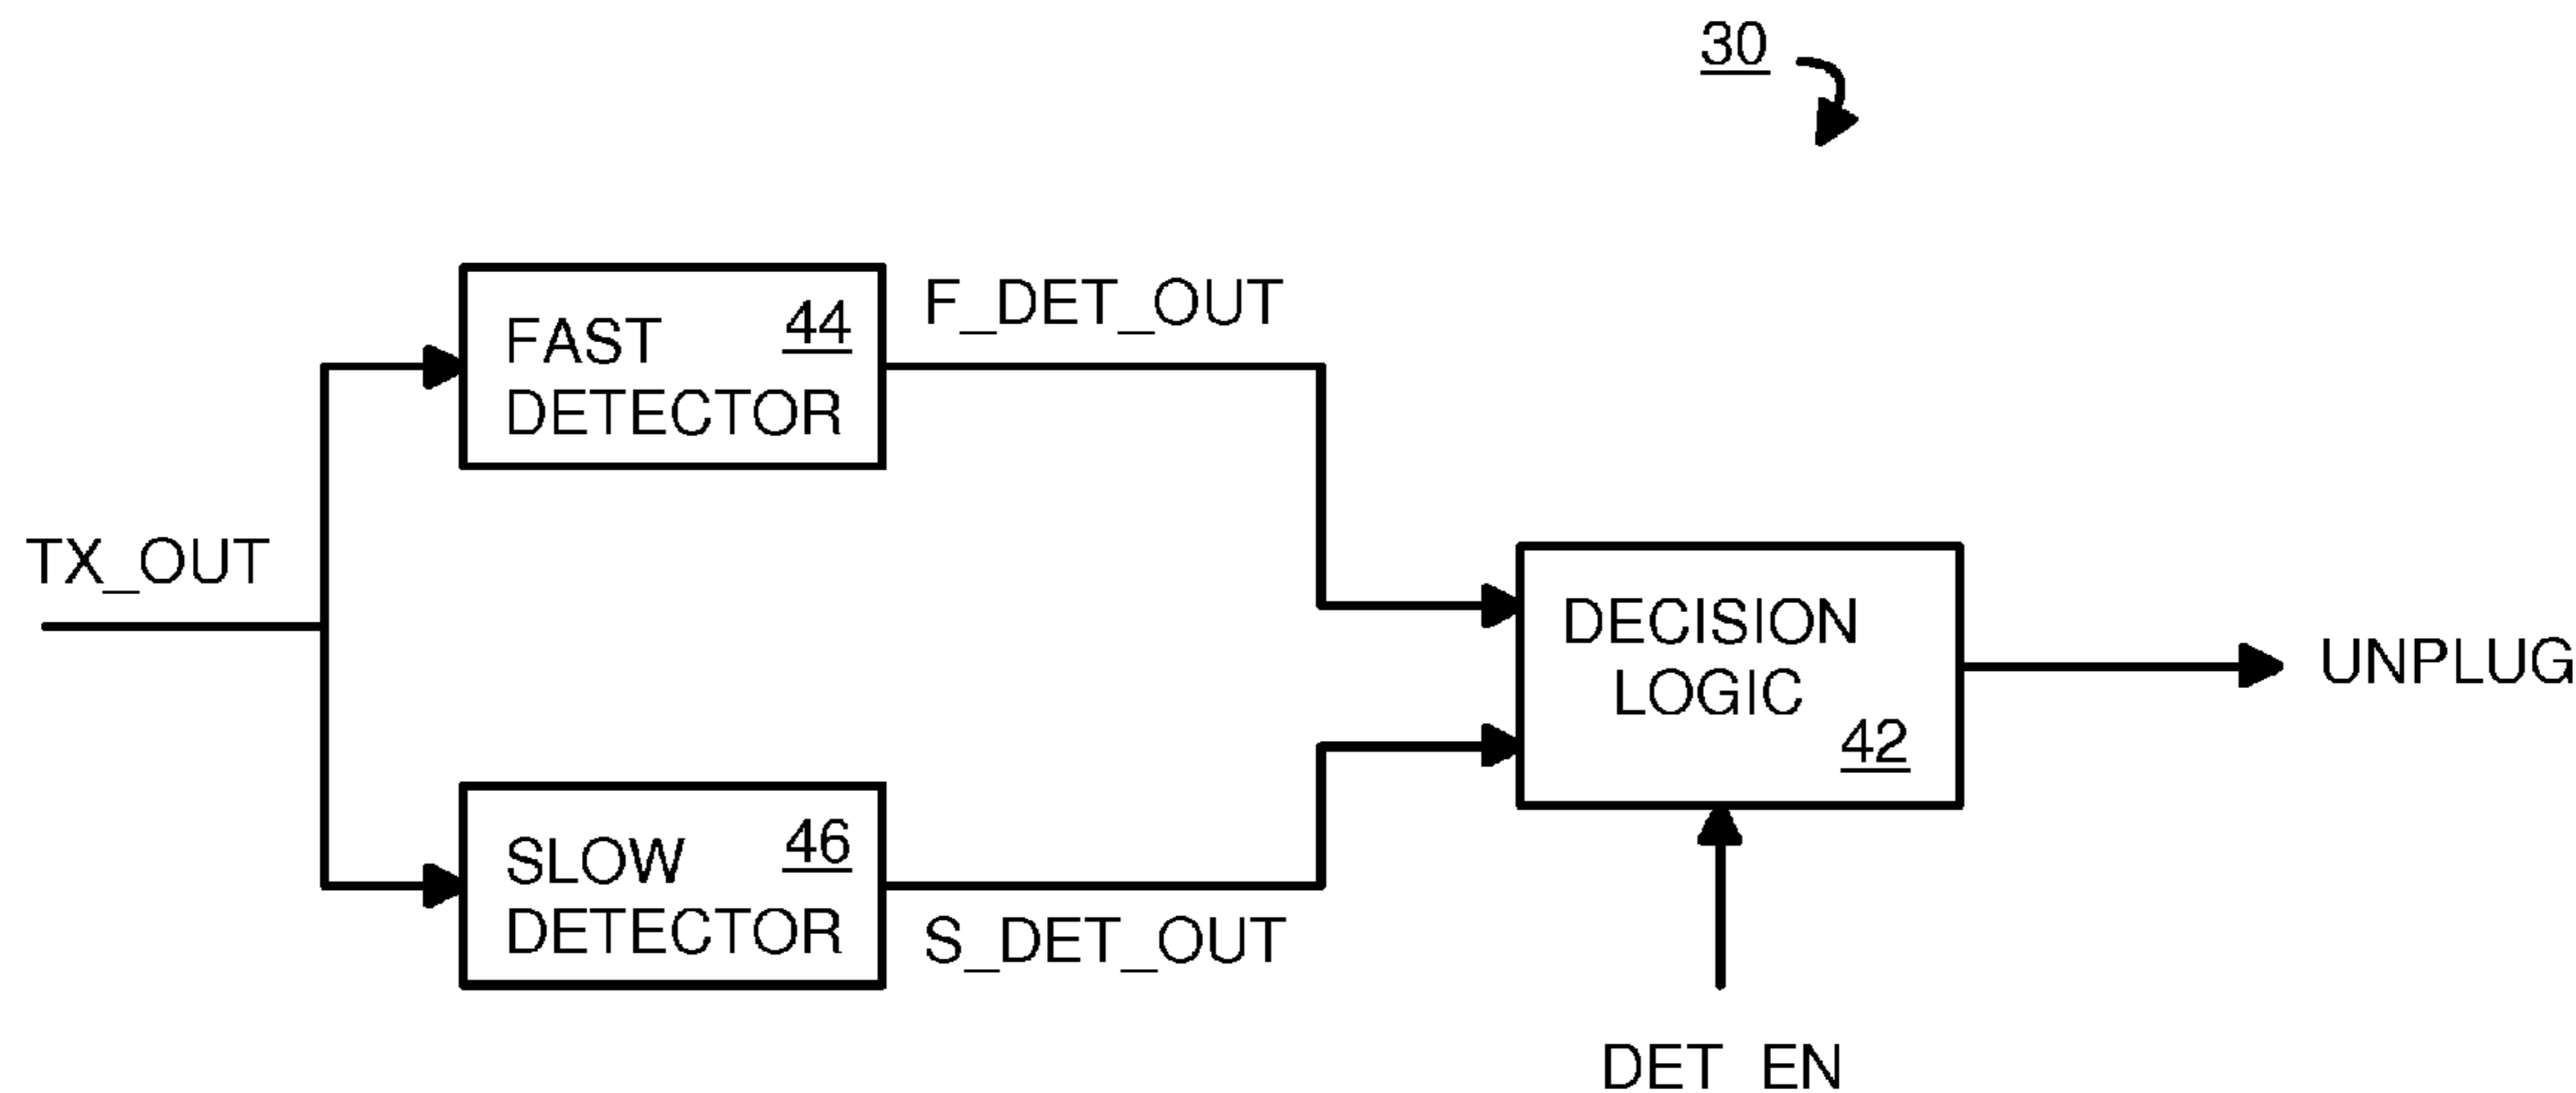 30
FAST
DETECTOR
44
F_DET_OUT
TX_OUT
DECISION
LOGIC
42
UNPLUG
SLOW
DETECTOR
46
S_DET_OUT
DET EN